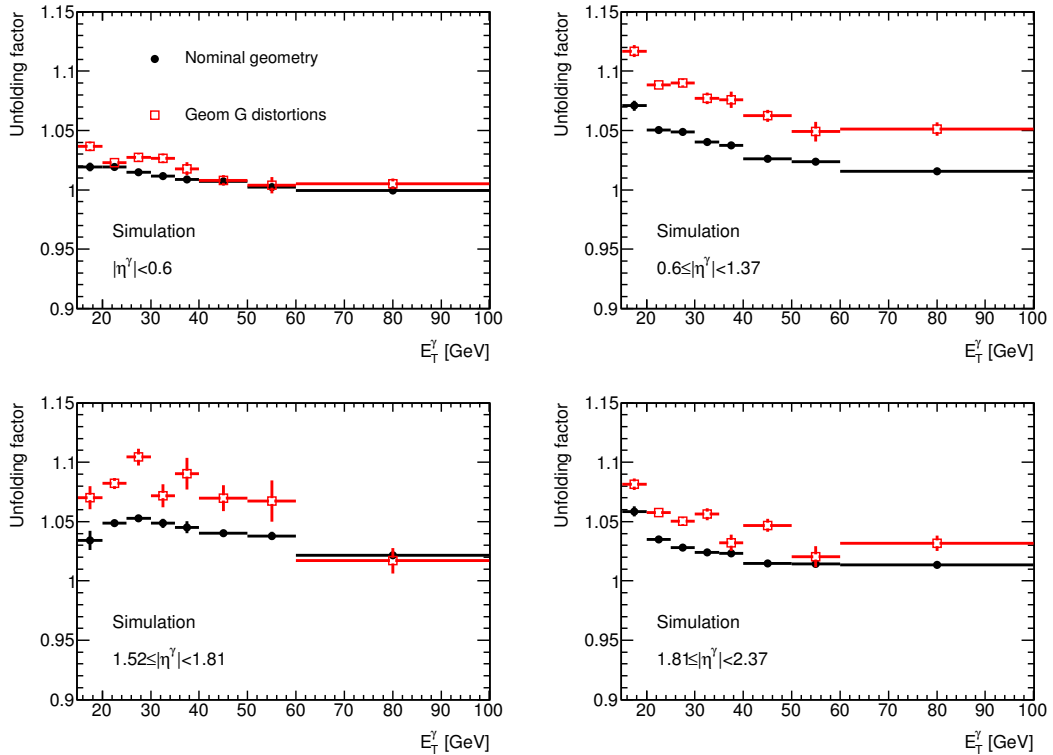 Unfolding factor
1.15
1.1
1.05
1
0.95
0.9
Nominal geometry
Geom G distortions
Simulation
|η^γ|<0.6
20 30 40 50 60 70 80 90 100
E_T^γ [GeV]
Unfolding factor
1.15
1.1
1.05
1
0.95
0.9
Simulation
0.6≤|η^γ|<1.37
20 30 40 50 60 70 80 90 100
E_T^γ [GeV]
Unfolding factor
1.15
1.1
1.05
1
0.95
0.9
Simulation
1.52≤|η^γ|<1.81
20 30 40 50 60 70 80 90 100
E_T^γ [GeV]
Unfolding factor
1.15
1.1
1.05
1
0.95
0.9
Simulation
1.81≤|η^γ|<2.37
20 30 40 50 60 70 80 90 100
E_T^γ [GeV]